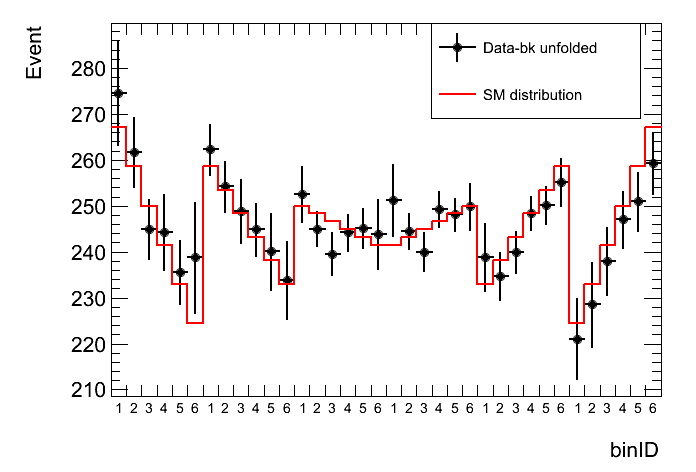 Event
Data-bk unfolded
SM distribution
280
270
260
250
240
230
220
210
1 2 3 4 5 6 1 2 3 4 5 6 1 2 3 4 5 6 1 2 3 4 5 6 1 2 3 4 5 6 1 2 3 4 5 6
binID